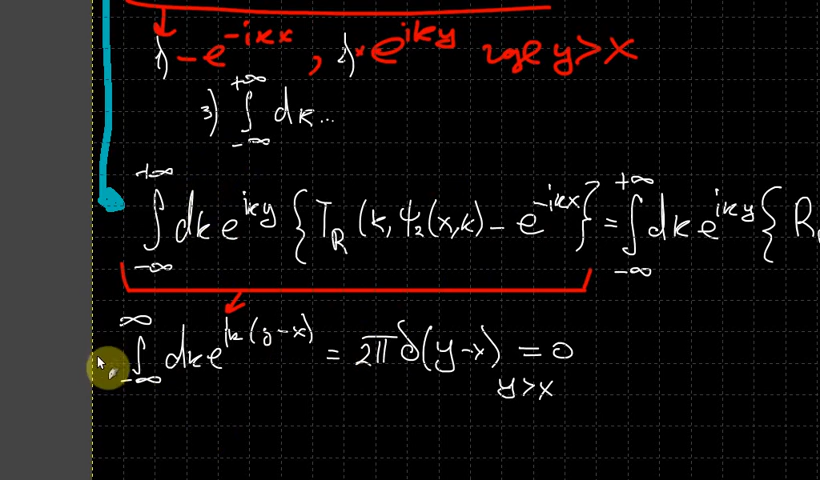 1) - e^{-ikx} , 2) × e^{iky} где y > x
3) ∫_{-∞}^{+∞} dk...
∫_{-∞}^{+∞} dk e^{iky} { T_R (k, ψ_2(x,k) - e^{-ikx} } = ∫_{-∞}^{+∞} dk e^{iky} { R
∫_{-∞}^{∞} dk e^{ik(y-x)} = 2π δ(y-x) = 0
y > x